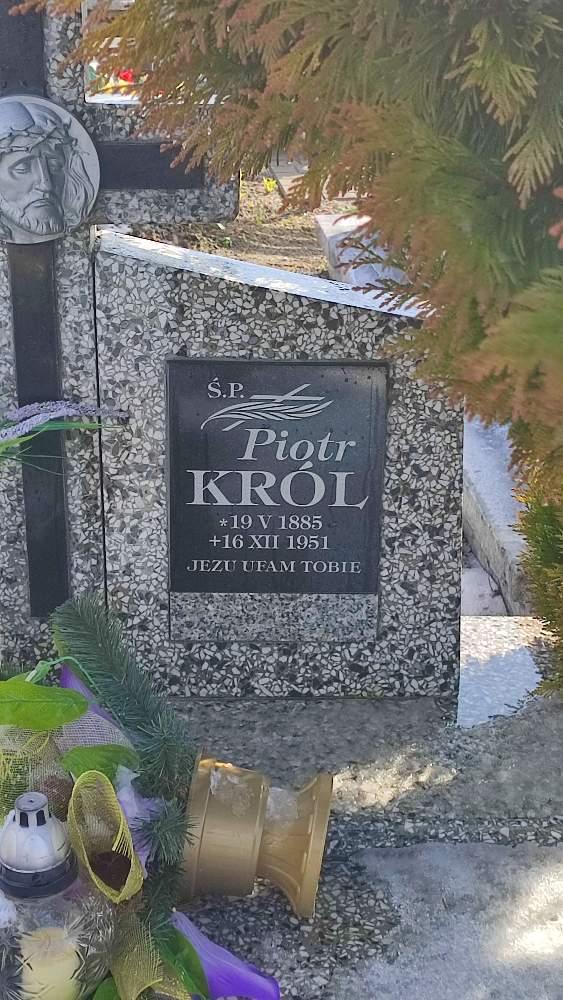 Ś.P.
Piotr
KRÓL
*19 V 1885
+16 XII 1951
JEZU UFAM TOBIE